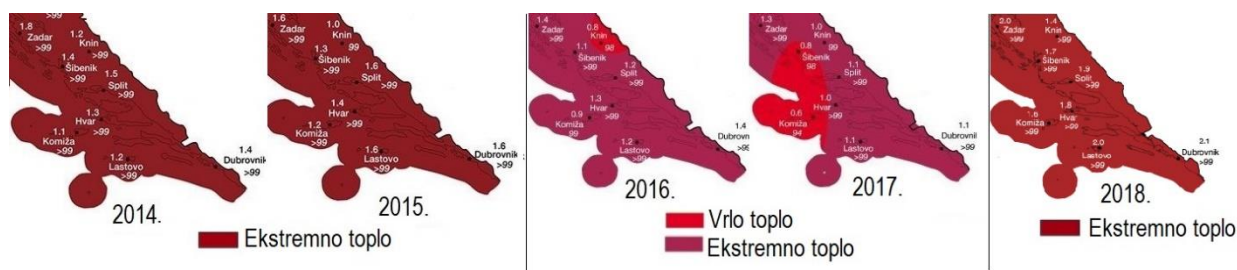 1.8
Zadar
>99
1.2
Knin
>99
1.4
Šibenik
>99
1.5
Split
>99
1.3
Hvar
>99
1.1
Komiža
>99
1.2
Lastovo
>99
1.4
Dubrovnik
>99
2014.
1.6
Zadar
>99
1.0
Knin
99
1.3
Šibenik
>99
1.6
Split
>99
1.4
Hvar
>99
1.2
Komiža
>99
1.6
Lastovo
>99
1.6
Dubrovnik
>99
2015.
Ekstremno toplo
1.4
Zadar
>99
0.8
Knin
98
1.1
Šibenik
>99
1.2
Split
>99
1.3
Hvar
>99
0.9
Komiža
99
1.2
Lastovo
>99
1.4
Dubrovnik
>99
2016.
1.3
Zadar
>99
1.0
Knin
99
0.8
Šibenik
98
1.1
Split
>99
1.0
Hvar
>99
0.6
Komiža
94
1.1
Lastovo
>99
1.1
Dubrovnik
>99
2017.
Vrlo toplo
Ekstremno toplo
2.0
Zadar
>99
1.4
Knin
>99
1.7
Šibenik
>99
1.9
Split
>99
1.8
Hvar
>99
1.6
Komiža
>99
2.0
Lastovo
>99
2.1
Dubrovnik
>99
2018.
Ekstremno toplo